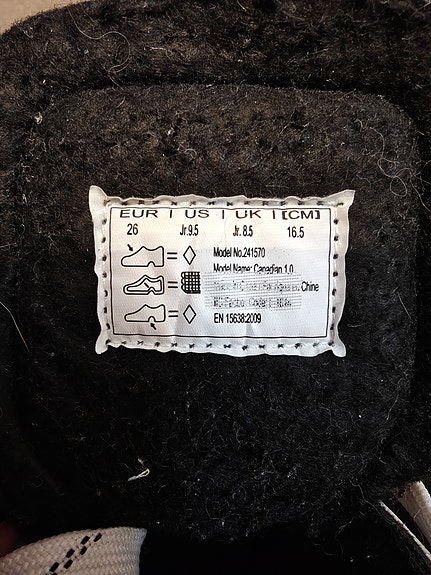 EUR | US | UK | [CM]
26 Jr.9.5 Jr. 8.5 16.5
=
Model No.241570
Model Name: Canadian 1.0
=
China
=
EN 15638:2009